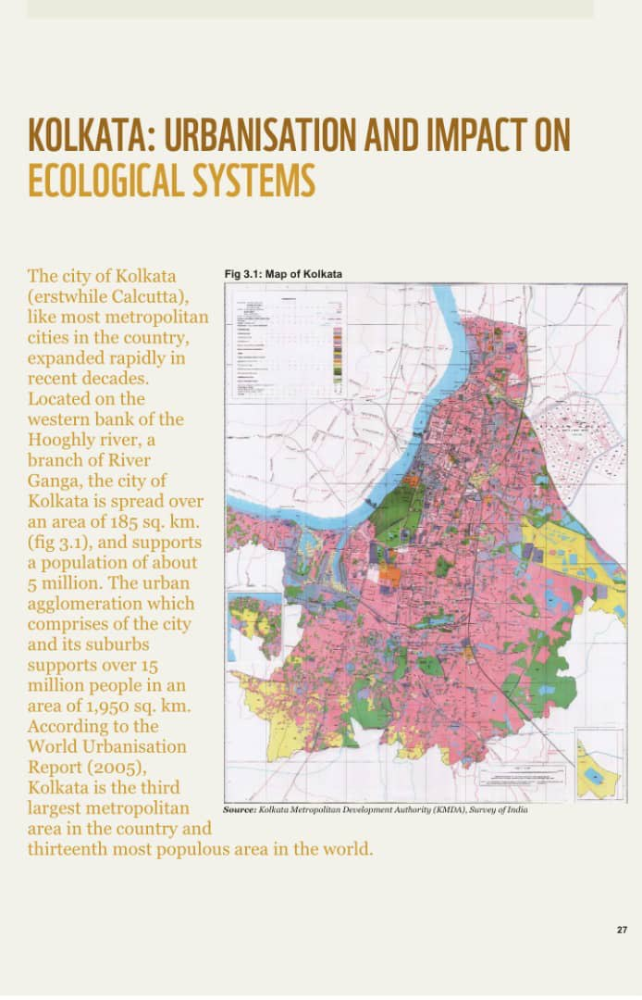 KOLKATA: URBANISATION AND IMPACT ON
ECOLOGICAL SYSTEMS
The city of Kolkata
(erstwhile Calcutta),
like most metropolitan
cities in the country,
expanded rapidly in
recent decades.
Located on the
western bank of the
Hooghly river, a
branch of River
Ganga, the city of
Kolkata is spread over
an area of 185 sq. km.
(fig 3.1), and supports
a population of about
5 million. The urban
agglomeration which
comprises of the city
and its suburbs
supports over 15
million people in an
area of 1,950 sq. km.
According to the
World Urbanisation
Report (2005),
Kolkata is the third
largest metropolitan
area in the country and
thirteenth most populous area in the world.
Fig 3.1: Map of Kolkata
Source: Kolkata Metropolitan Development Authority (KMDA), Survey of India
27